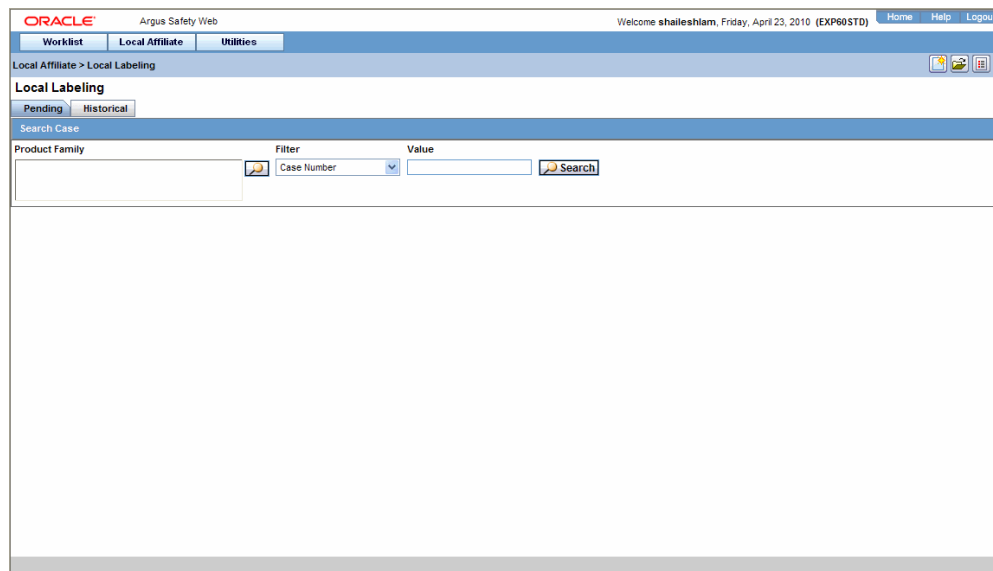 ORACLE Argus Safety Web Welcome shaileshlam, Friday, April 23, 2010 (EXP60STD) Home Help Logou
Worklist Local Affiliate Utilities
Local Affiliate > Local Labeling
Local Labeling
Pending Historical
Search Case
Product Family Filter Value
Case Number Search